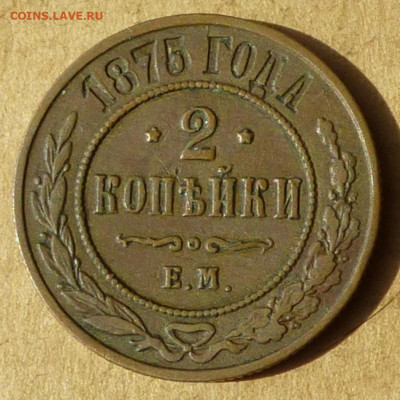 COINS.LAVE.RU
1875 ГОДА
2
КОПѢЙКИ
Е.М.